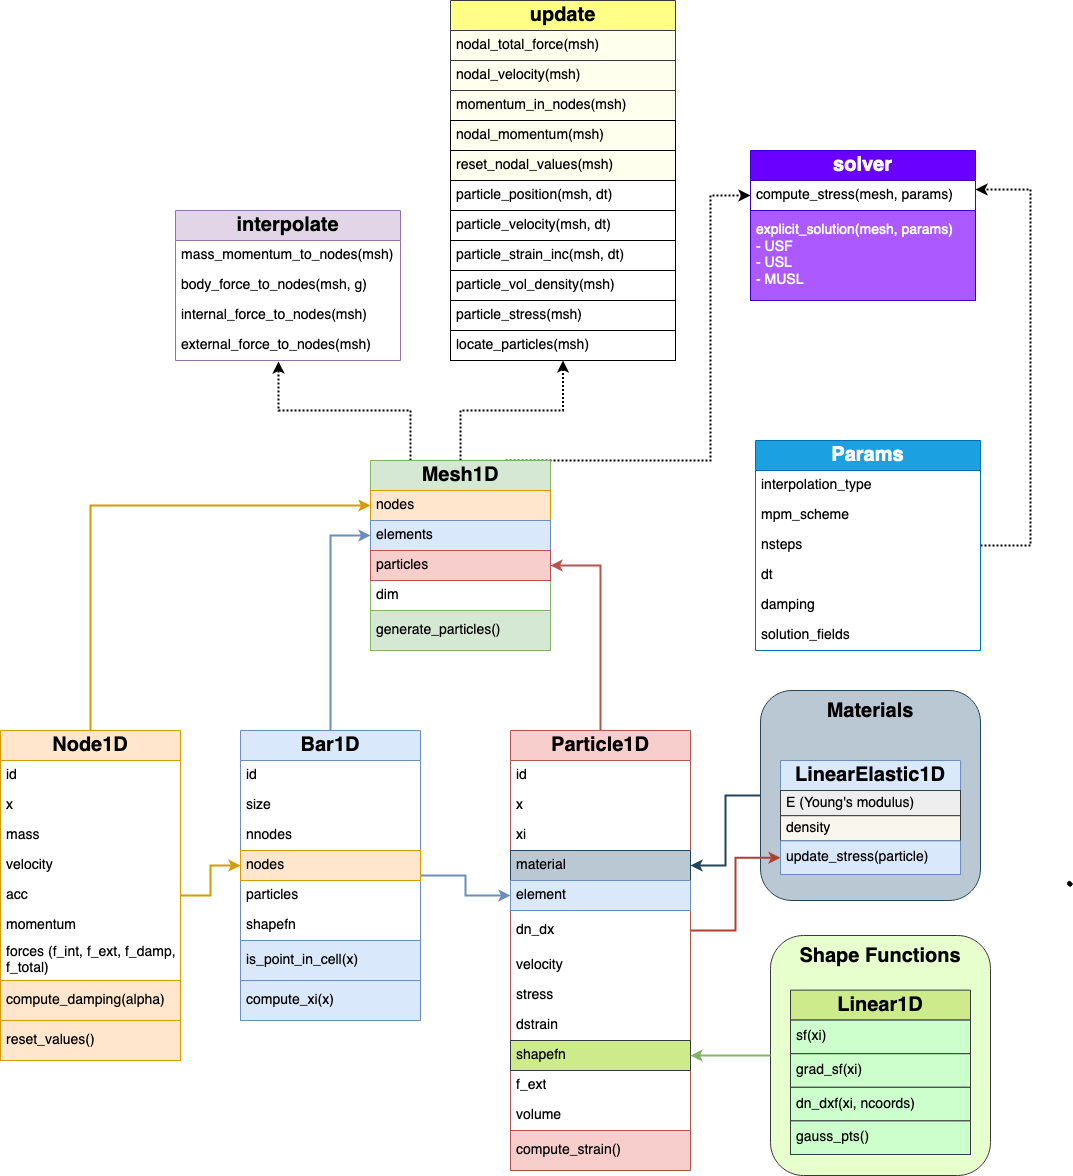 update
nodal_total_force(msh)
nodal_velocity(msh)
momentum_in_nodes(msh)
nodal_momentum(msh)
reset_nodal_values(msh)
particle_position(msh, dt)
particle_velocity(msh, dt)
particle_strain_inc(msh, dt)
particle_vol_density(msh)
particle_stress(msh)
locate_particles(msh)
interpolate
mass_momentum_to_nodes(msh)
body_force_to_nodes(msh, g)
internal_force_to_nodes(msh)
external_force_to_nodes(msh)
solver
compute_stress(mesh, params)
explicit_solution(mesh, params)
- USF
- USL
- MUSL
Mesh1D
nodes
elements
particles
dim
generate_particles()
Params
interpolation_type
mpm_scheme
nsteps
dt
damping
solution_fields
Node1D
id
x
mass
velocity
acc
momentum
forces (f_int, f_ext, f_damp,
f_total)
compute_damping(alpha)
reset_values()
Bar1D
id
size
nnodes
nodes
particles
shapefn
is_point_in_cell(x)
compute_xi(x)
Particle1D
id
x
xi
material
element
dn_dx
velocity
stress
dstrain
shapefn
f_ext
volume
compute_strain()
Materials
LinearElastic1D
E (Young's modulus)
density
update_stress(particle)
Shape Functions
Linear1D
sf(xi)
grad_sf(xi)
dn_dxf(xi, ncoords)
gauss_pts()